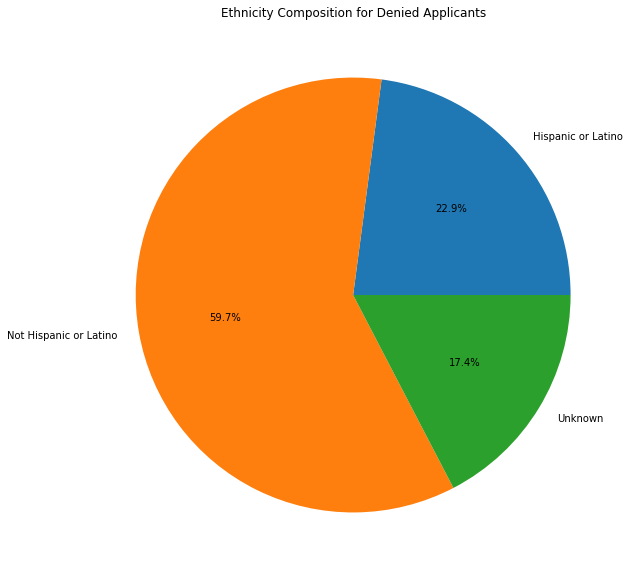 Ethnicity Composition for Denied Applicants
Hispanic or Latino
22.9%
59.7%
Not Hispanic or Latino
17.4%
Unknown